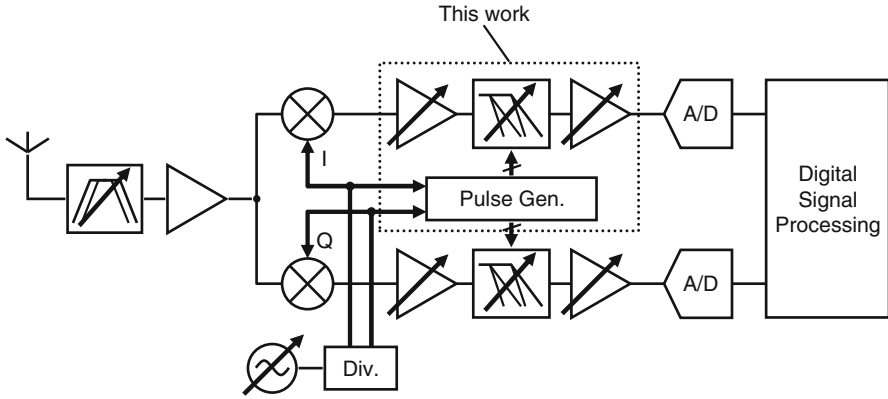 This work
A/D
I
Pulse Gen.
Digital
Signal
Processing
Q
A/D
Div.